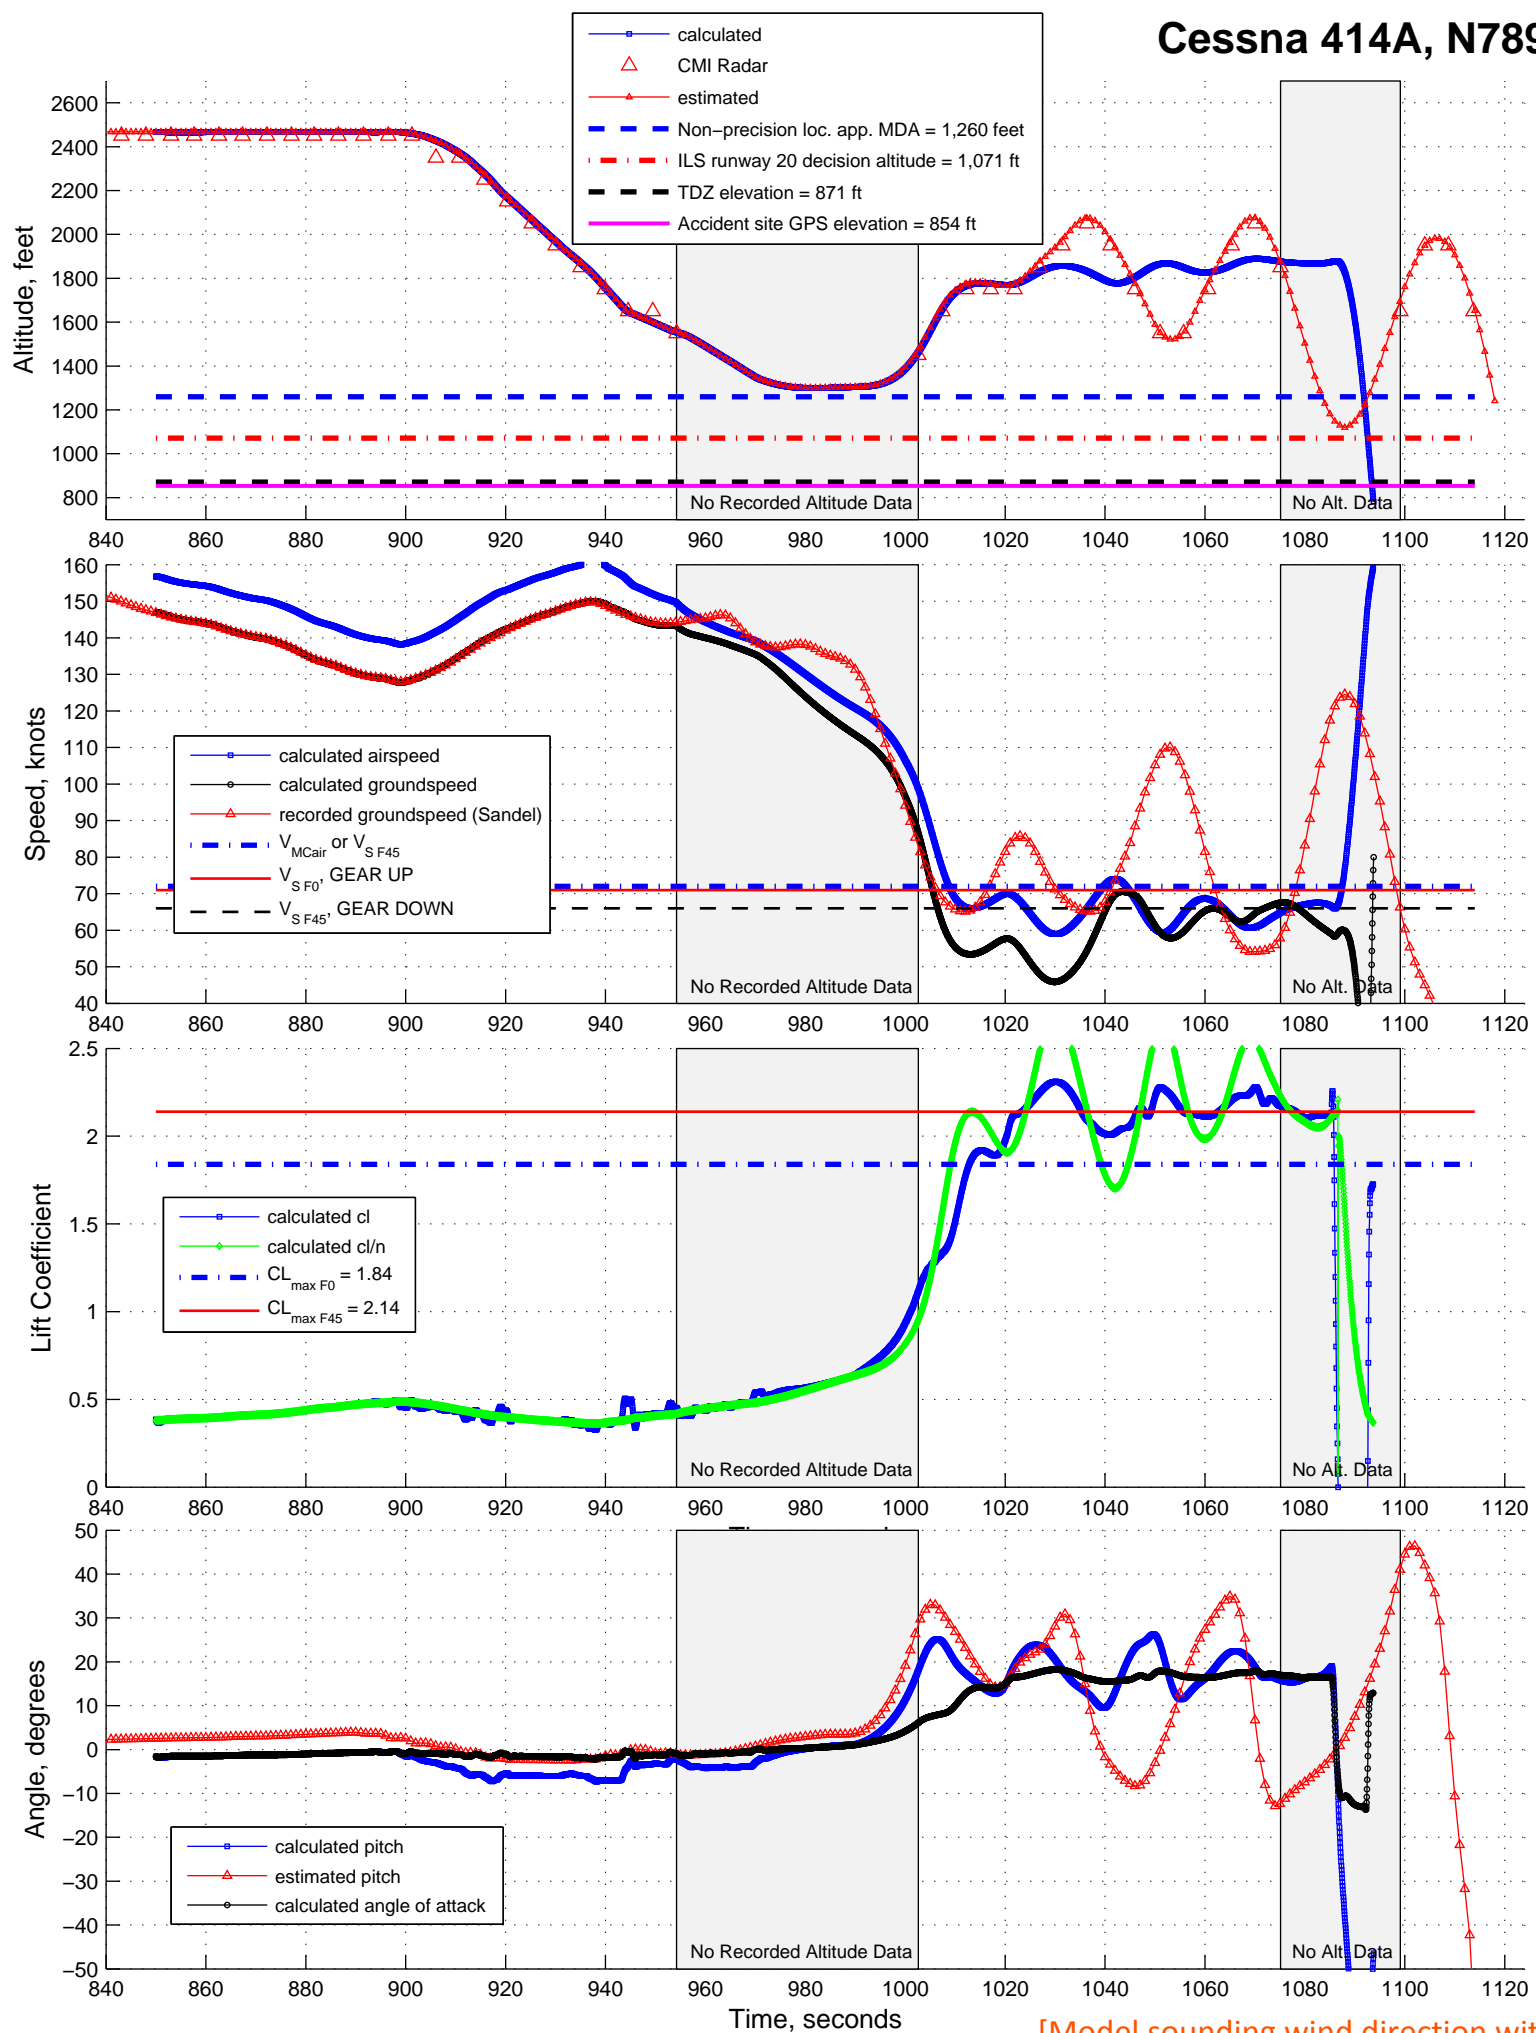 Cessna 414A, N789
calculated
CMI Radar
estimated
Non−precision loc. app. MDA = 1,260 feet
ILS runway 20 decision altitude = 1,071 ft
TDZ elevation = 871 ft
Accident site GPS elevation = 854 ft
2600
2400
2200
2000
1800
1600
1400
1200
1000
800
Altitude, feet
No Recorded Altitude Data
No Alt. Data
840 860 880 900 920 940 960 980 1000 1020 1040 1060 1080 1100 1120
160
150
140
130
120
110
100
90
80
70
60
50
40
Speed, knots
calculated airspeed
calculated groundspeed
recorded groundspeed (Sandel)
V MCair or V S F45
V S F0, GEAR UP
V S F45, GEAR DOWN
No Recorded Altitude Data
No Alt. Data
840 860 880 900 920 940 960 980 1000 1020 1040 1060 1080 1100 1120
2.5
2
1.5
1
0.5
0
Lift Coefficient
calculated cl
calculated cl/n
CL max F0 = 1.84
CL max F45 = 2.14
No Recorded Altitude Data
No Alt. Data
840 860 880 900 920 940 960 980 1000 1020 1040 1060 1080 1100 1120
50
40
30
20
10
0
−10
−20
−30
−40
−50
Angle, degrees
calculated pitch
estimated pitch
calculated angle of attack
No Recorded Altitude Data
No Alt. Data
840 860 880 900 920 940 960 980 1000 1020 1040 1060 1080 1100 1120
Time, seconds
[Model sounding wind direction wit